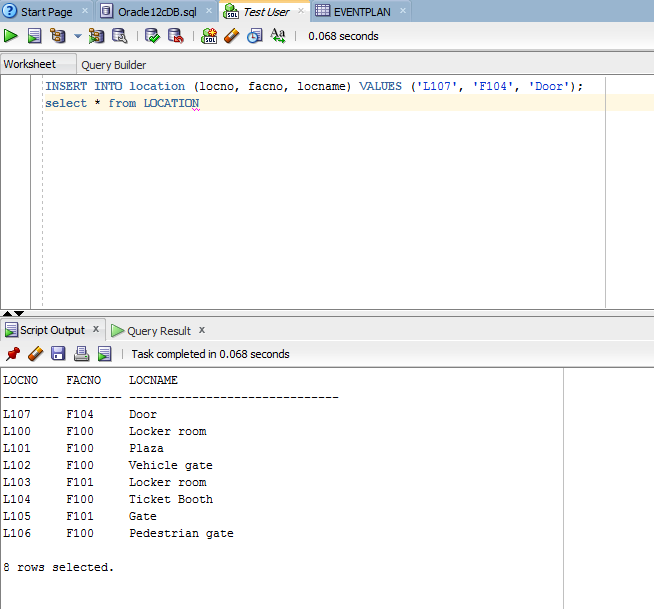 Start Page × Oracle12cDB.sql × Test User × EVENTPLAN ×
SQL SQL Aa 0.068 seconds
Worksheet Query Builder
INSERT INTO location (locno, facno, locname) VALUES ('L107', 'F104', 'Door');
select * from LOCATION
Script Output x Query Result x
Task completed in 0.068 seconds
LOCNO FACNO LOCNAME
-------- -------- ------------------------------
L107 F104 Door
L100 F100 Locker room
L101 F100 Plaza
L102 F100 Vehicle gate
L103 F101 Locker room
L104 F100 Ticket Booth
L105 F101 Gate
L106 F100 Pedestrian gate
8 rows selected.